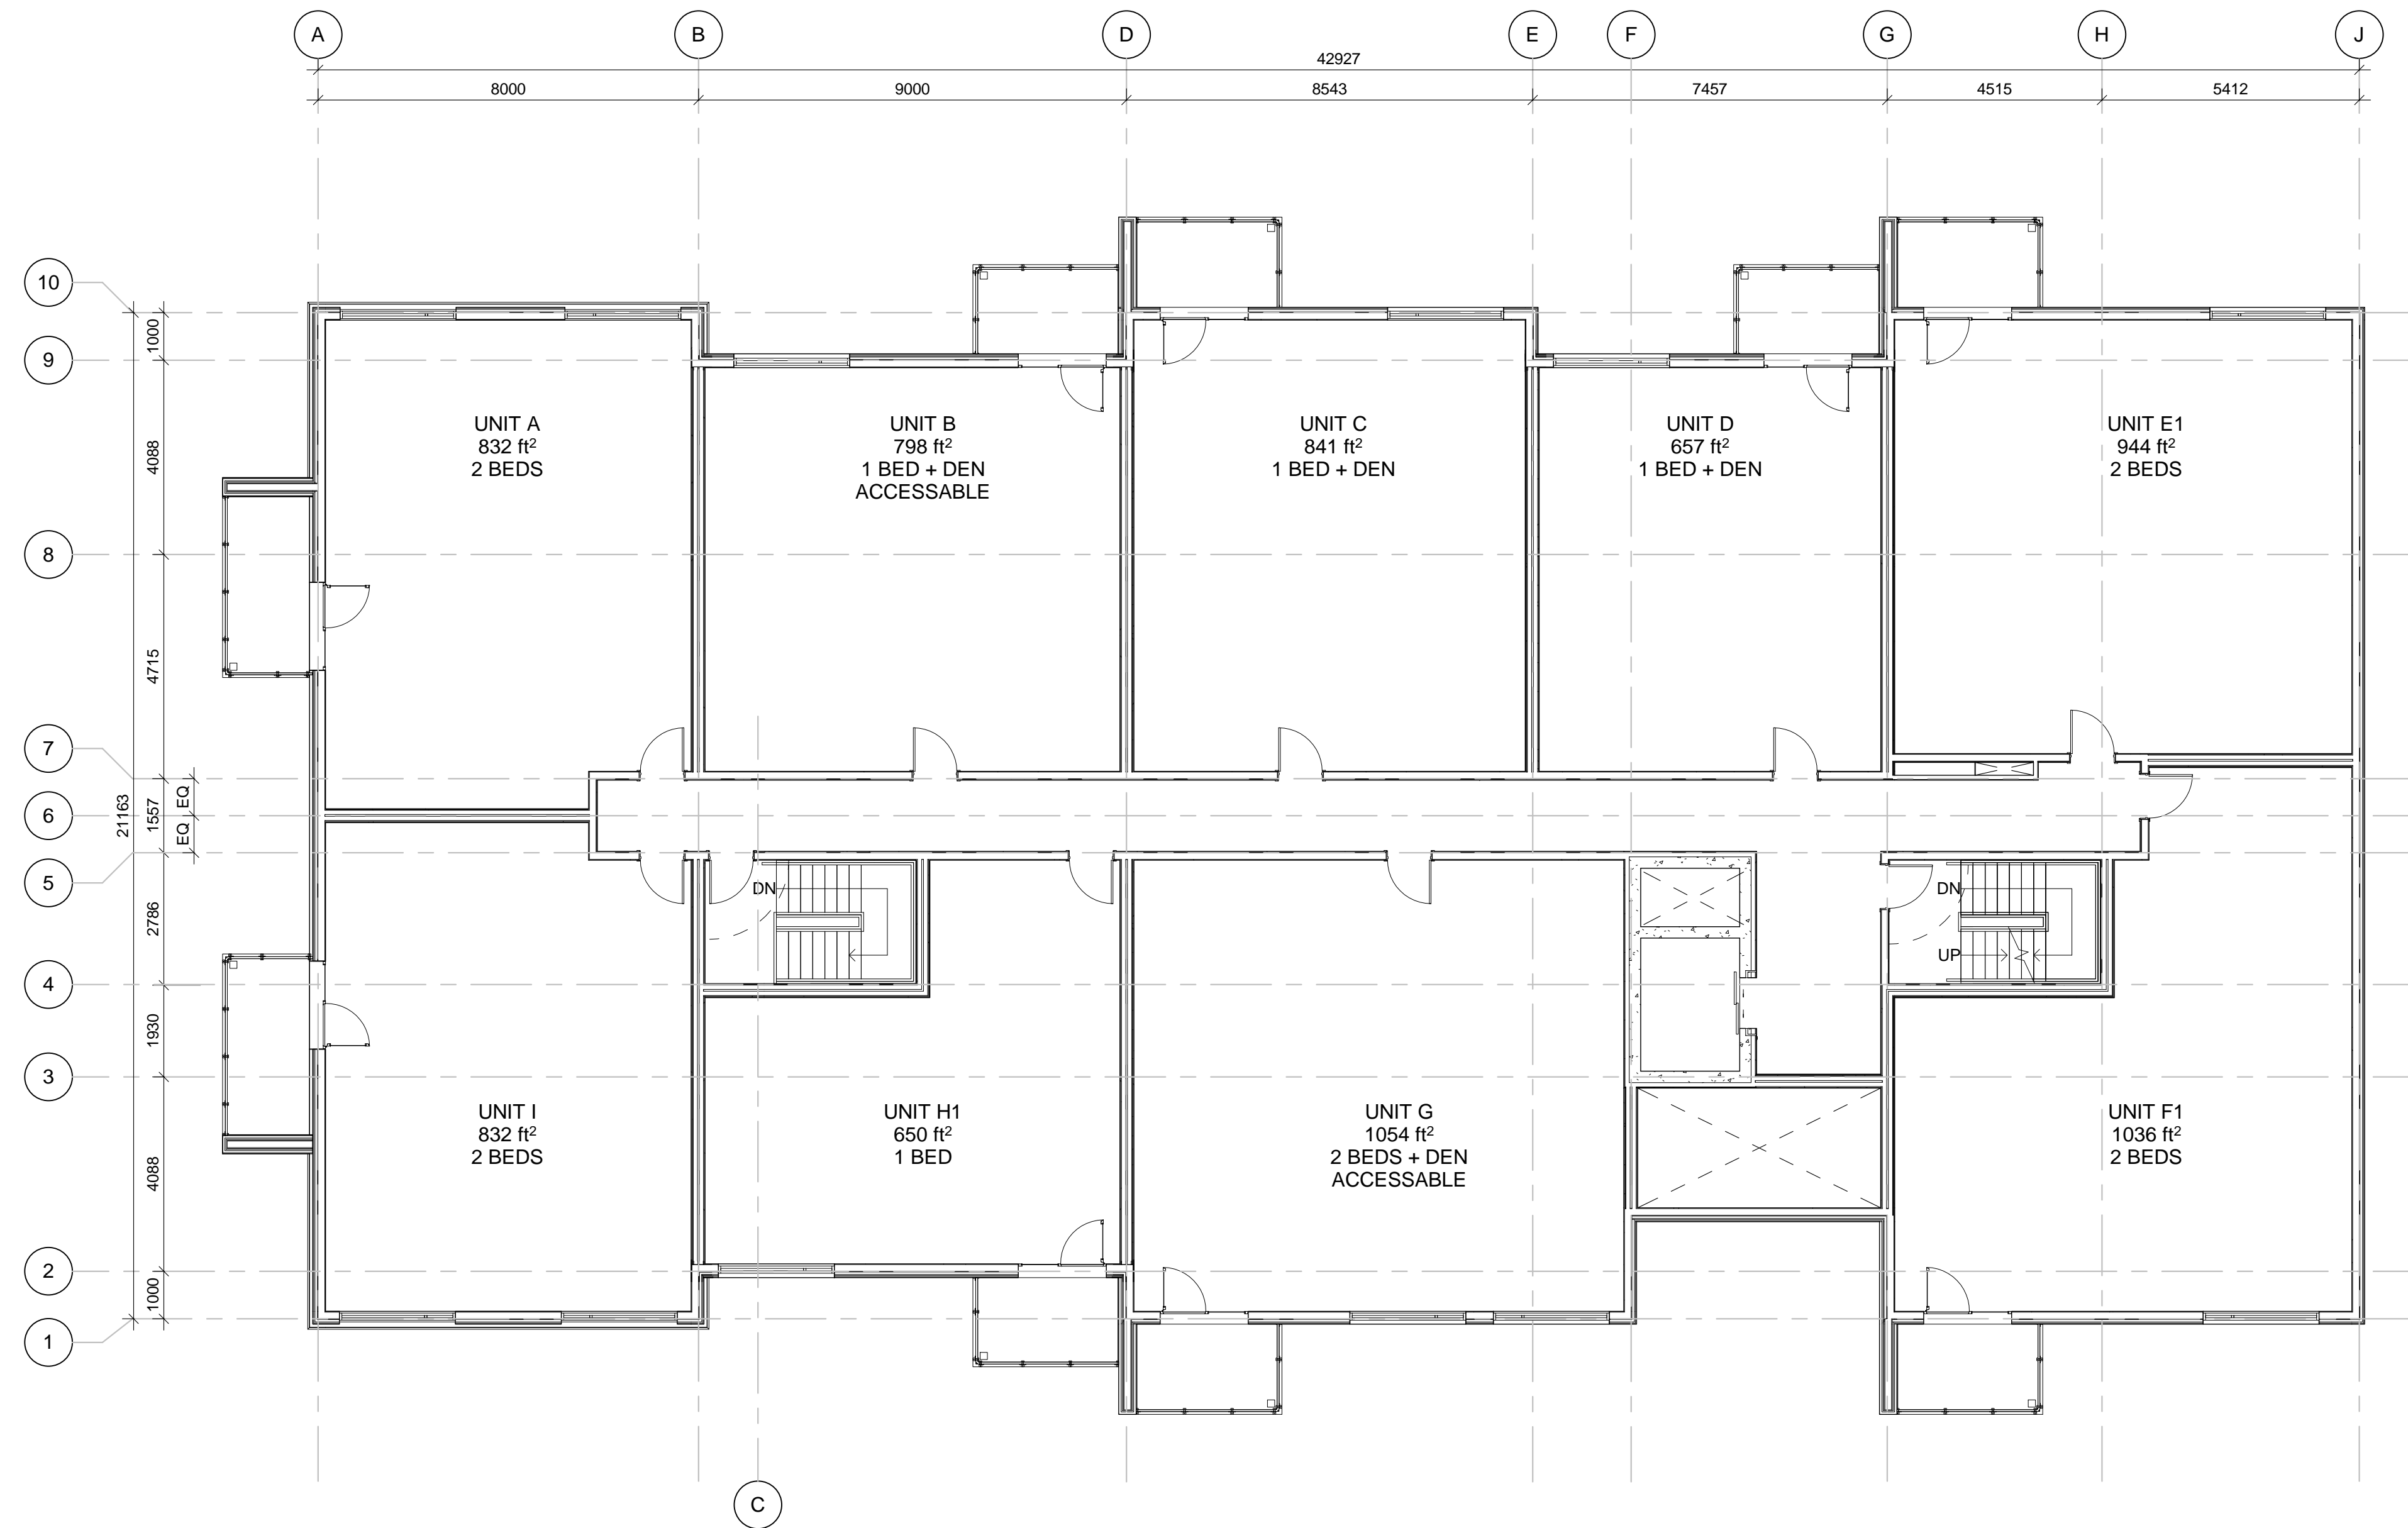 A B D E F G H J
42927
8000 9000 8543 7457 4515 5412
10
9
8
7
6
5
4
3
2
1
1000
4088
4715
EQ
1557
EQ
21163
2786
1930
4088
1000
UNIT A
832 ft²
2 BEDS
UNIT B
798 ft²
1 BED + DEN
ACCESSABLE
UNIT C
841 ft²
1 BED + DEN
UNIT D
657 ft²
1 BED + DEN
UNIT E1
944 ft²
2 BEDS
DN
DN
UP
UNIT I
832 ft²
2 BEDS
UNIT H1
650 ft²
1 BED
UNIT G
1054 ft²
2 BEDS + DEN
ACCESSABLE
UNIT F1
1036 ft²
2 BEDS
C